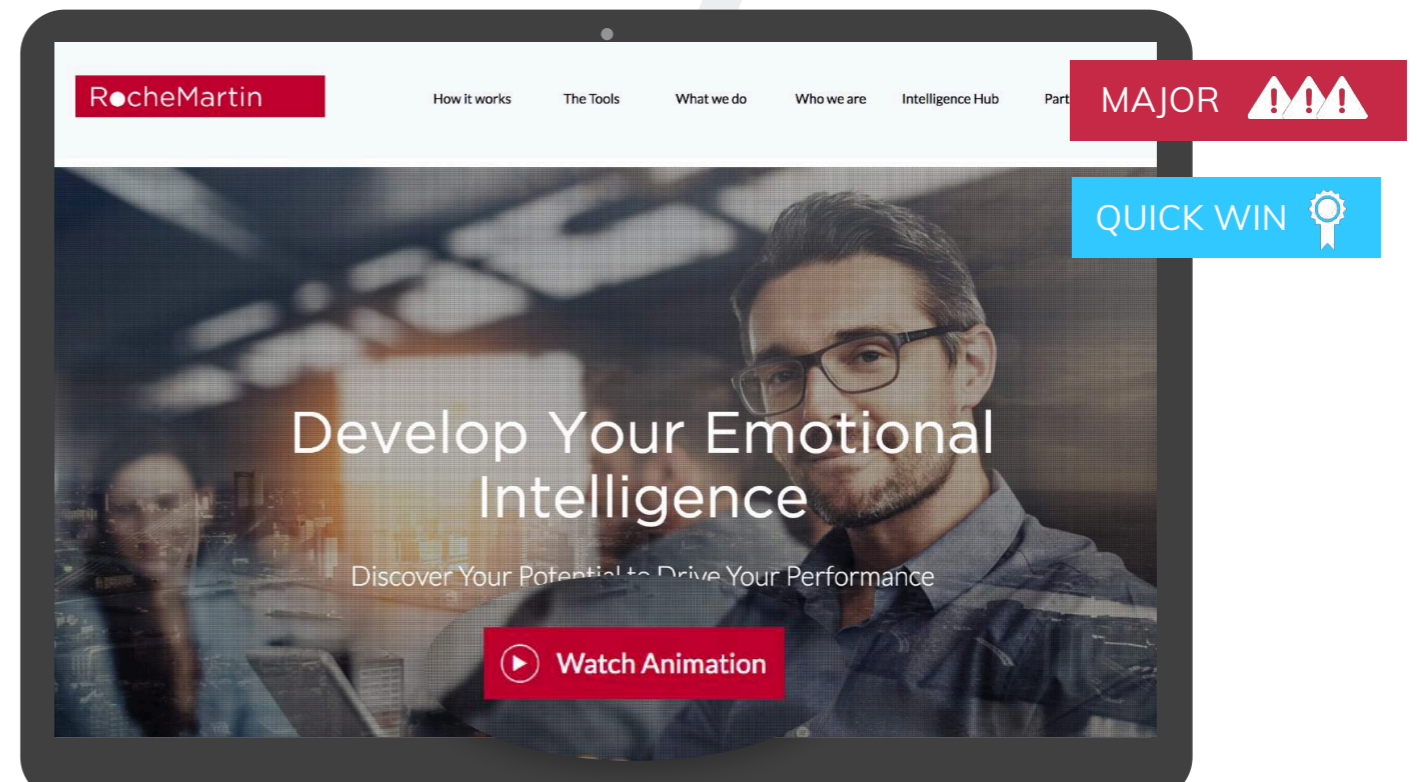 RocheMartin
How it works The Tools What we do Who we are Intelligence Hub Part
MAJOR
QUICK WIN
Develop Your Emotional
Intelligence
Discover Your Potential to Drive Your Performance
Watch Animation